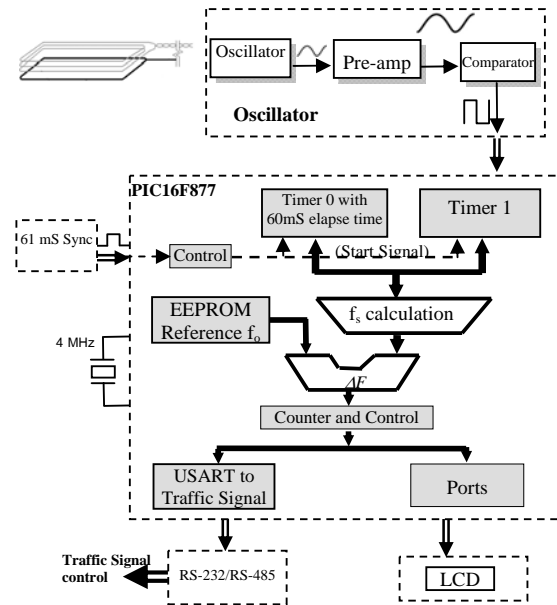 Oscillator
Pre-amp
Comparator
Oscillator
PIC16F877
Timer 0 with
60mS elapse time
Timer 1
61 mS Sync
Control
(Start Signal)
EEPROM
Reference fo
fs calculation
4 MHz
ΔF
Counter and Control
USART to
Traffic Signal
Ports
Traffic Signal
control
RS-232/RS-485
LCD